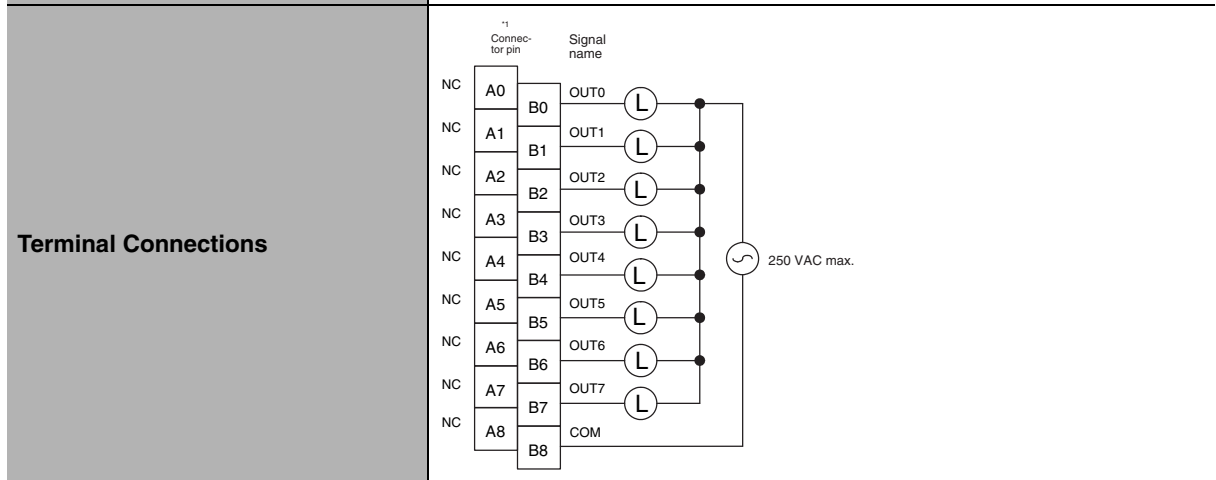 Terminal Connections
*1
Connec-
tor pin
Signal
name
NC A0 B0 OUT0 L
NC A1 B1 OUT1 L
NC A2 B2 OUT2 L
NC A3 B3 OUT3 L
NC A4 B4 OUT4 L
NC A5 B5 OUT5 L
NC A6 B6 OUT6 L
NC A7 B7 OUT7 L
NC A8 B8 COM
250 VAC max.